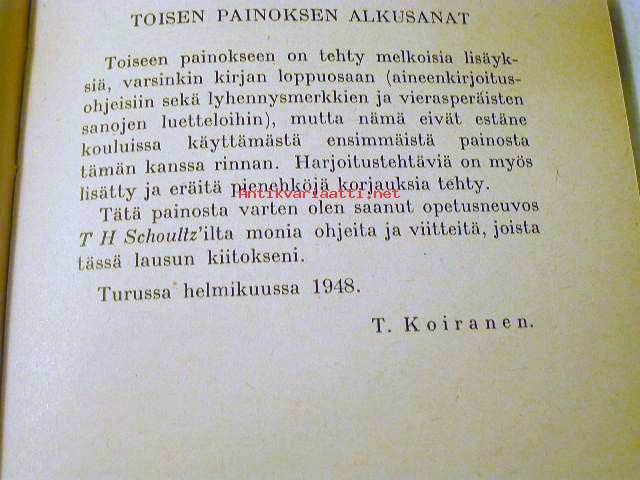 TOISEN PAINOKSEN ALKUSANAT
Toiseen painokseen on tehty melkoisia lisäyk-
siä, varsinkin kirjan loppuosaan (aineenkirjoitus-
ohjeisiin sekä lyhennysmerkkien ja vierasperäisten
sanojen luetteloihin), mutta nämä eivät estäne
kouluissa käyttämästä ensimmäistä painosta
tämän kanssa rinnan. Harjoitustehtäviä on myös
lisätty ja eräitä pienehköjä korjauksia tehty.
Antikvariaatti.net
Tätä painosta varten olen saanut opetusneuvos
T H Schoultz'ilta monia ohjeita ja viitteitä, joista
tässä lausun kiitokseni.
Turussa helmikuussa 1948.
T. Koiranen.